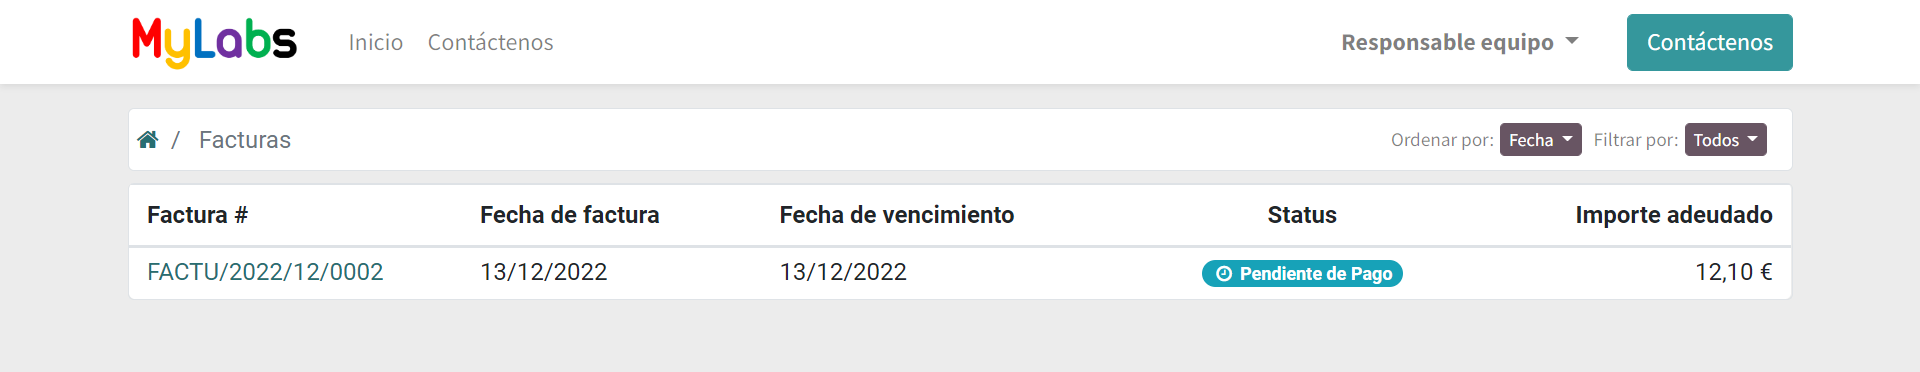 MyLabs Inicio Contáctenos Responsable equipo Contáctenos
/ Facturas Ordenar por: Fecha Filtrar por: Todos
Factura # Fecha de factura Fecha de vencimiento Status Importe adeudado
FACTU/2022/12/0002 13/12/2022 13/12/2022 Pendiente de Pago 12,10 €